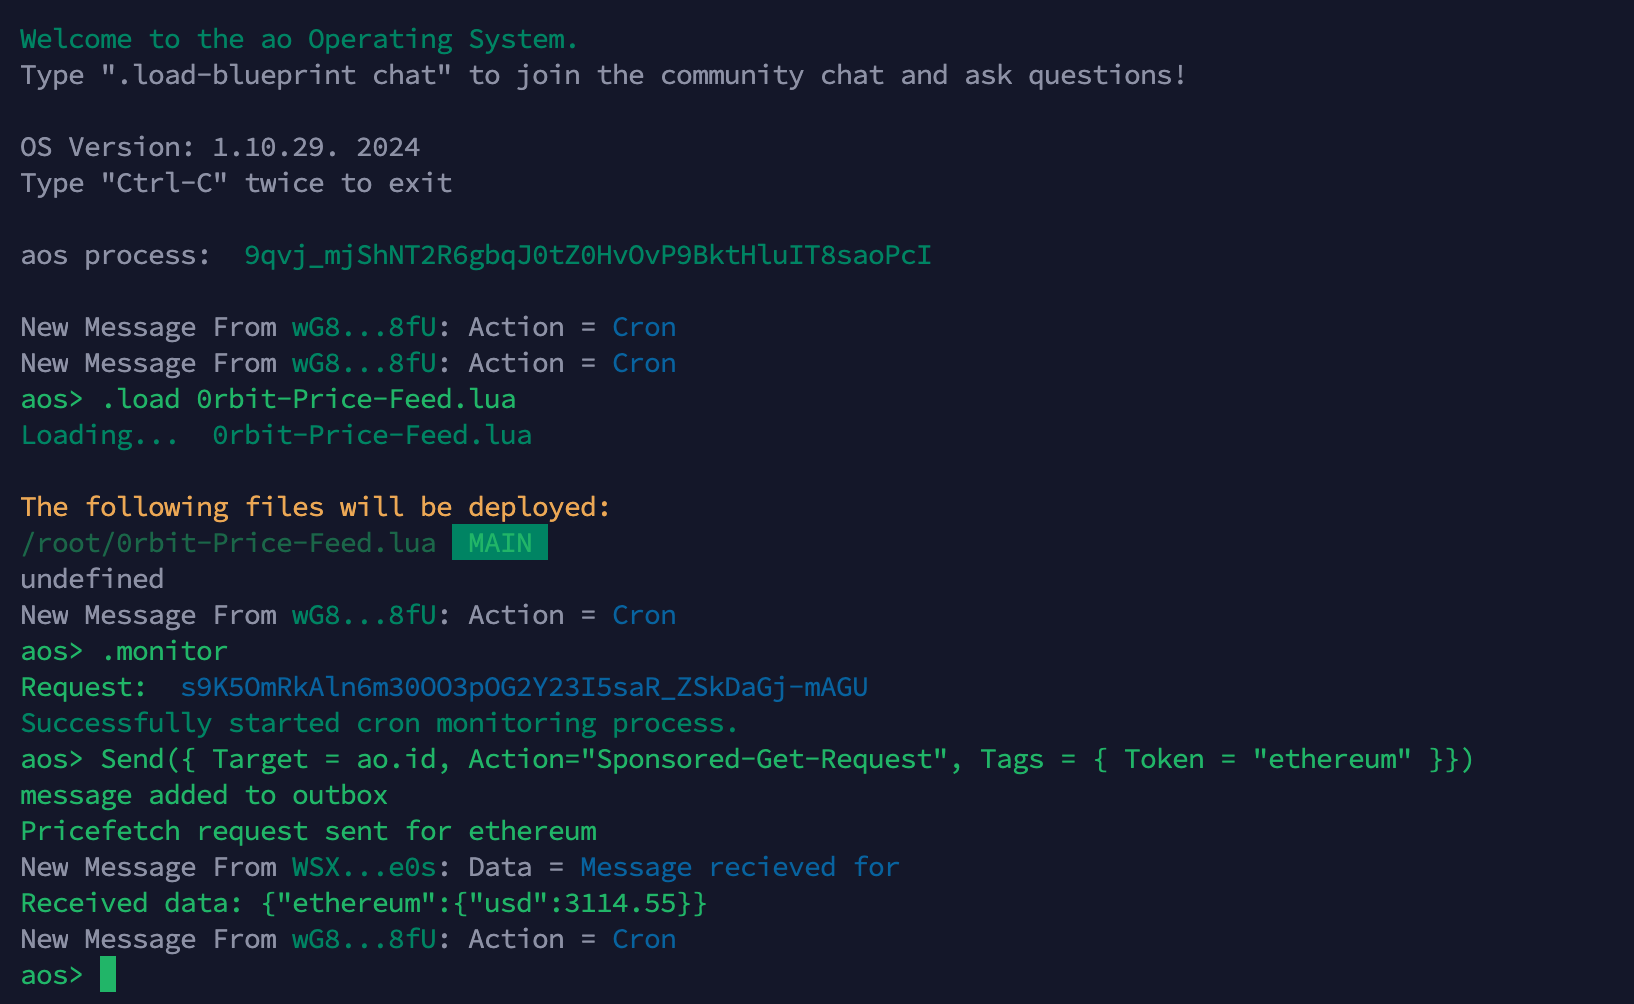 Welcome to the ao Operating System.
Type ".load-blueprint chat" to join the community chat and ask questions!
OS Version: 1.10.29. 2024
Type "Ctrl-C" twice to exit
aos process:  9qvj_mjShNT2R6gbqJ0tZ0HvOvP9BktHluIT8saoPcI
New Message From wG8...8fU: Action = Cron
New Message From wG8...8fU: Action = Cron
aos> .load 0rbit-Price-Feed.lua
Loading...  0rbit-Price-Feed.lua
The following files will be deployed:
/root/0rbit-Price-Feed.lua MAIN
undefined
New Message From wG8...8fU: Action = Cron
aos> .monitor
Request:  s9K5OmRkAln6m30OO3pOG2Y23I5saR_ZSkDaGj-mAGU
Successfully started cron monitoring process.
aos> Send({ Target = ao.id, Action="Sponsored-Get-Request", Tags = { Token = "ethereum" }})
message added to outbox
Pricefetch request sent for ethereum
New Message From WSX...e0s: Data = Message recieved for
Received data: {"ethereum":{"usd":3114.55}}
New Message From wG8...8fU: Action = Cron
aos>